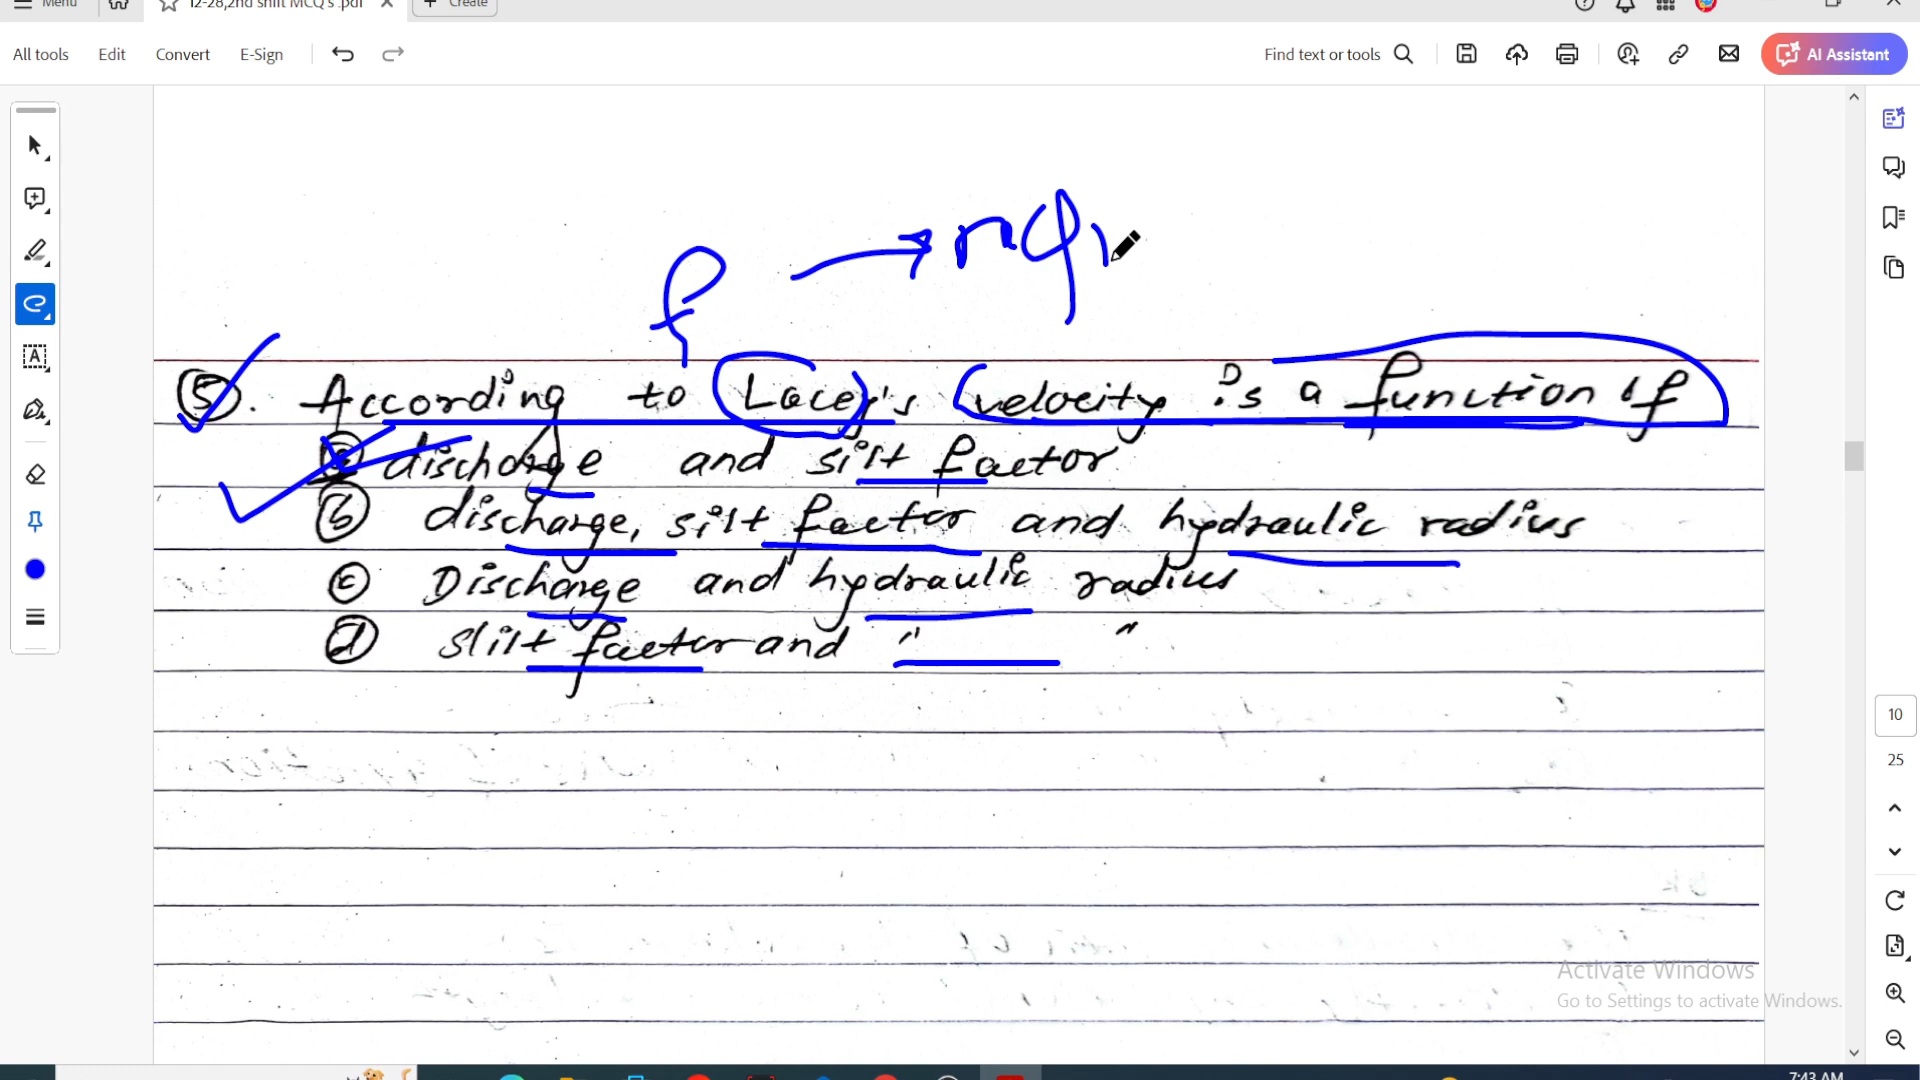 Menu 12-28,2nd shift MCQ's .pdf Create
All tools Edit Convert E-Sign Find text or tools AI Assistant
f
⑤. According to Lacey's velocity is a function of
ⓐ discharge and silt factor
ⓑ discharge, silt factor and hydraulic radius
ⓒ Discharge and hydraulic radius
ⓓ slilt factor and " "
10
25
Activate Windows
Go to Settings to activate Windows.
7:43 AM